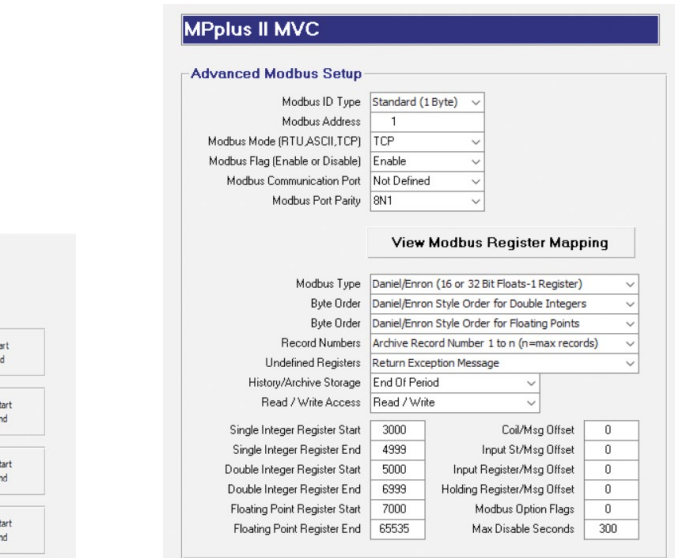 MPplus II MVC
Advanced Modbus Setup
Modbus ID Type Standard (1 Byte)
Modbus Address 1
Modbus Mode (RTU,ASCII,TCP) TCP
Modbus Flag (Enable or Disable) Enable
Modbus Communication Port Not Defined
Modbus Port Parity 8N1
View Modbus Register Mapping
Modbus Type Daniel/Enron (16 or 32 Bit Floats-1 Register)
Byte Order Daniel/Enron Style Order for Double Integers
Byte Order Daniel/Enron Style Order for Floating Points
Record Numbers Archive Record Number 1 to n (n=max records)
Undefined Registers Return Exception Message
History/Archive Storage End Of Period
Read / Write Access Read / Write
Single Integer Register Start 3000 Coil/Msg Offset 0
Single Integer Register End 4999 Input St/Msg Offset 0
Double Integer Register Start 5000 Input Register/Msg Offset 0
Double Integer Register End 6999 Holding Register/Msg Offset 0
Floating Point Register Start 7000 Modbus Option Flags 0
Floating Point Register End 65535 Max Disable Seconds 300